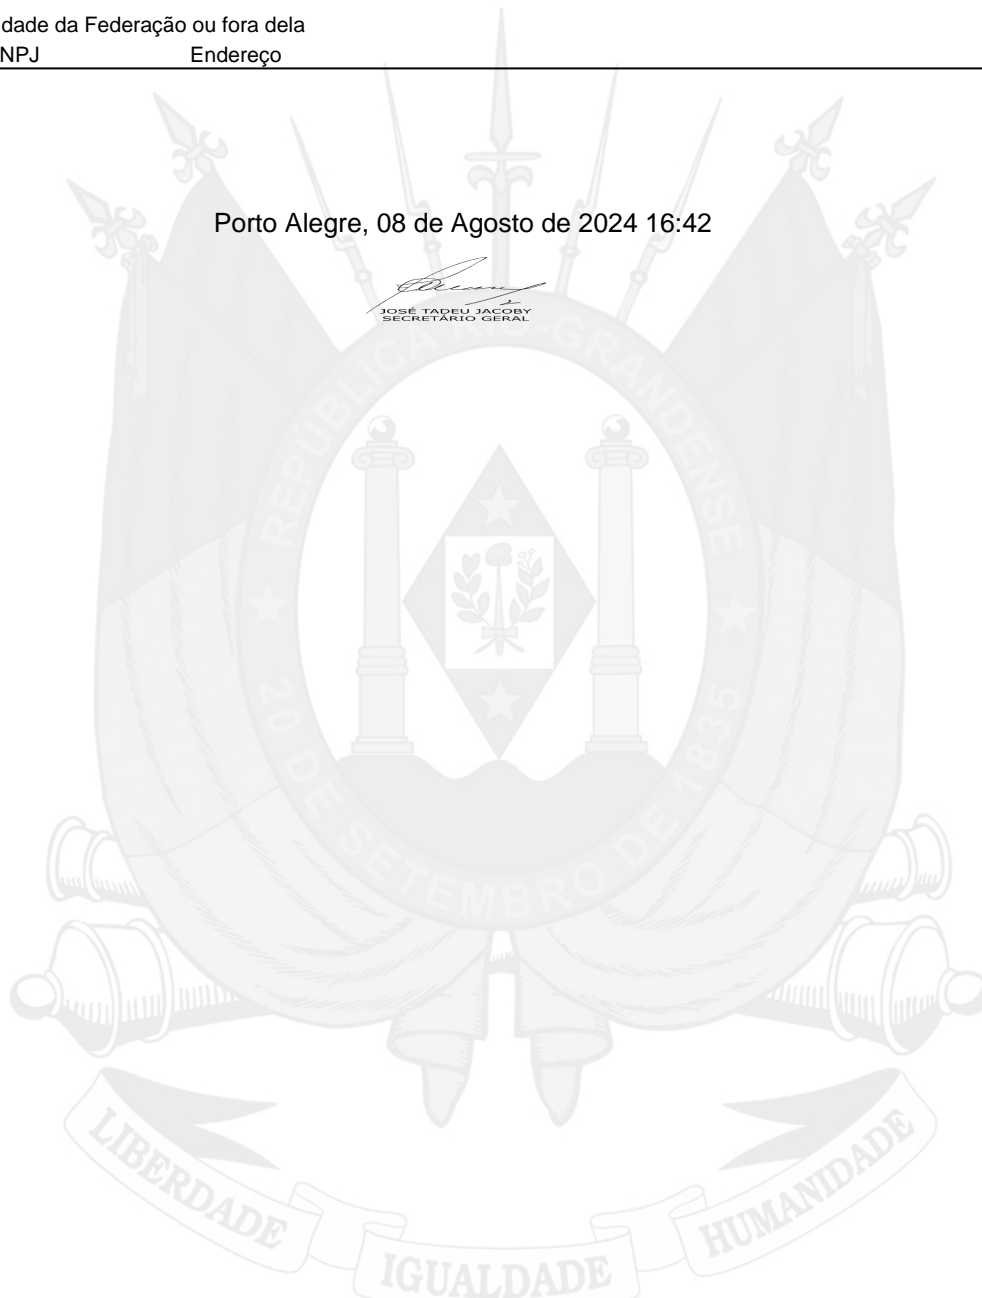 dade da Federação ou fora dela
NPJ Endereço
Porto Alegre, 08 de Agosto de 2024 16:42
JOSÉ TADEU JACOBY
SECRETÁRIO GERAL
REPÚBLICA RIO-GRANDENSE
20 DE SETEMBRO DE 1835
LIBERDADE
IGUALDADE
HUMANIDADE